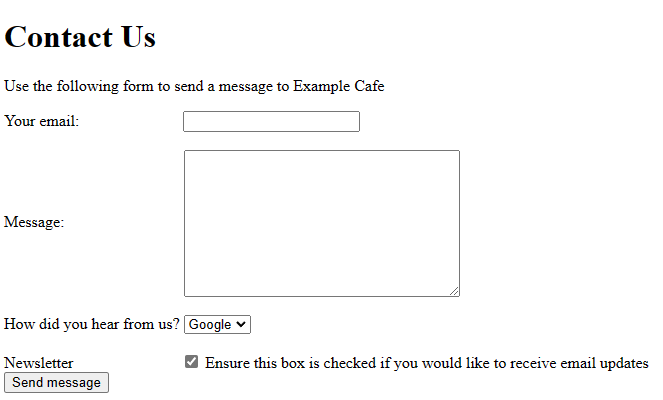 Contact Us
Use the following form to send a message to Example Cafe
Your email:
Message:
How did you hear from us? Google
Newsletter Ensure this box is checked if you would like to receive email updates
Send message